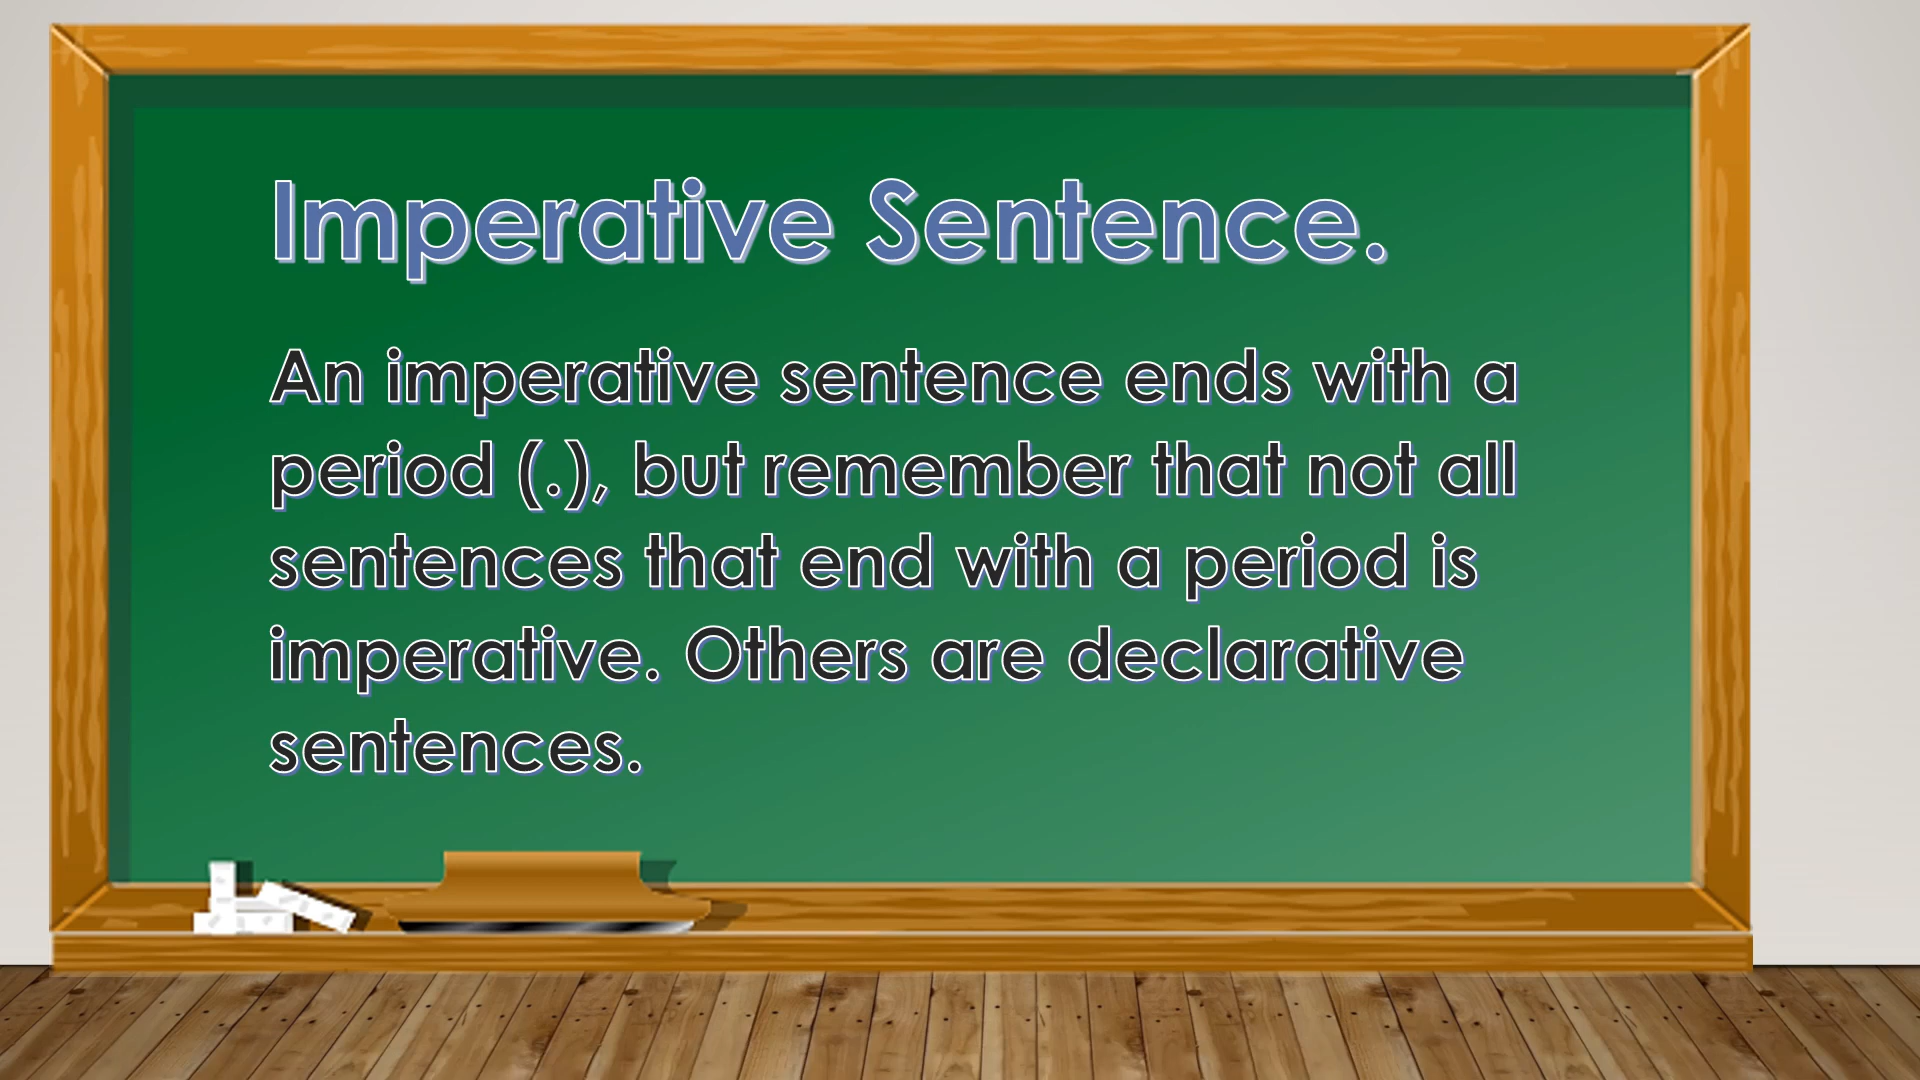 Imperative Sentence.
An imperative sentence ends with a
period (.), but remember that not all
sentences that end with a period is
imperative. Others are declarative
sentences.